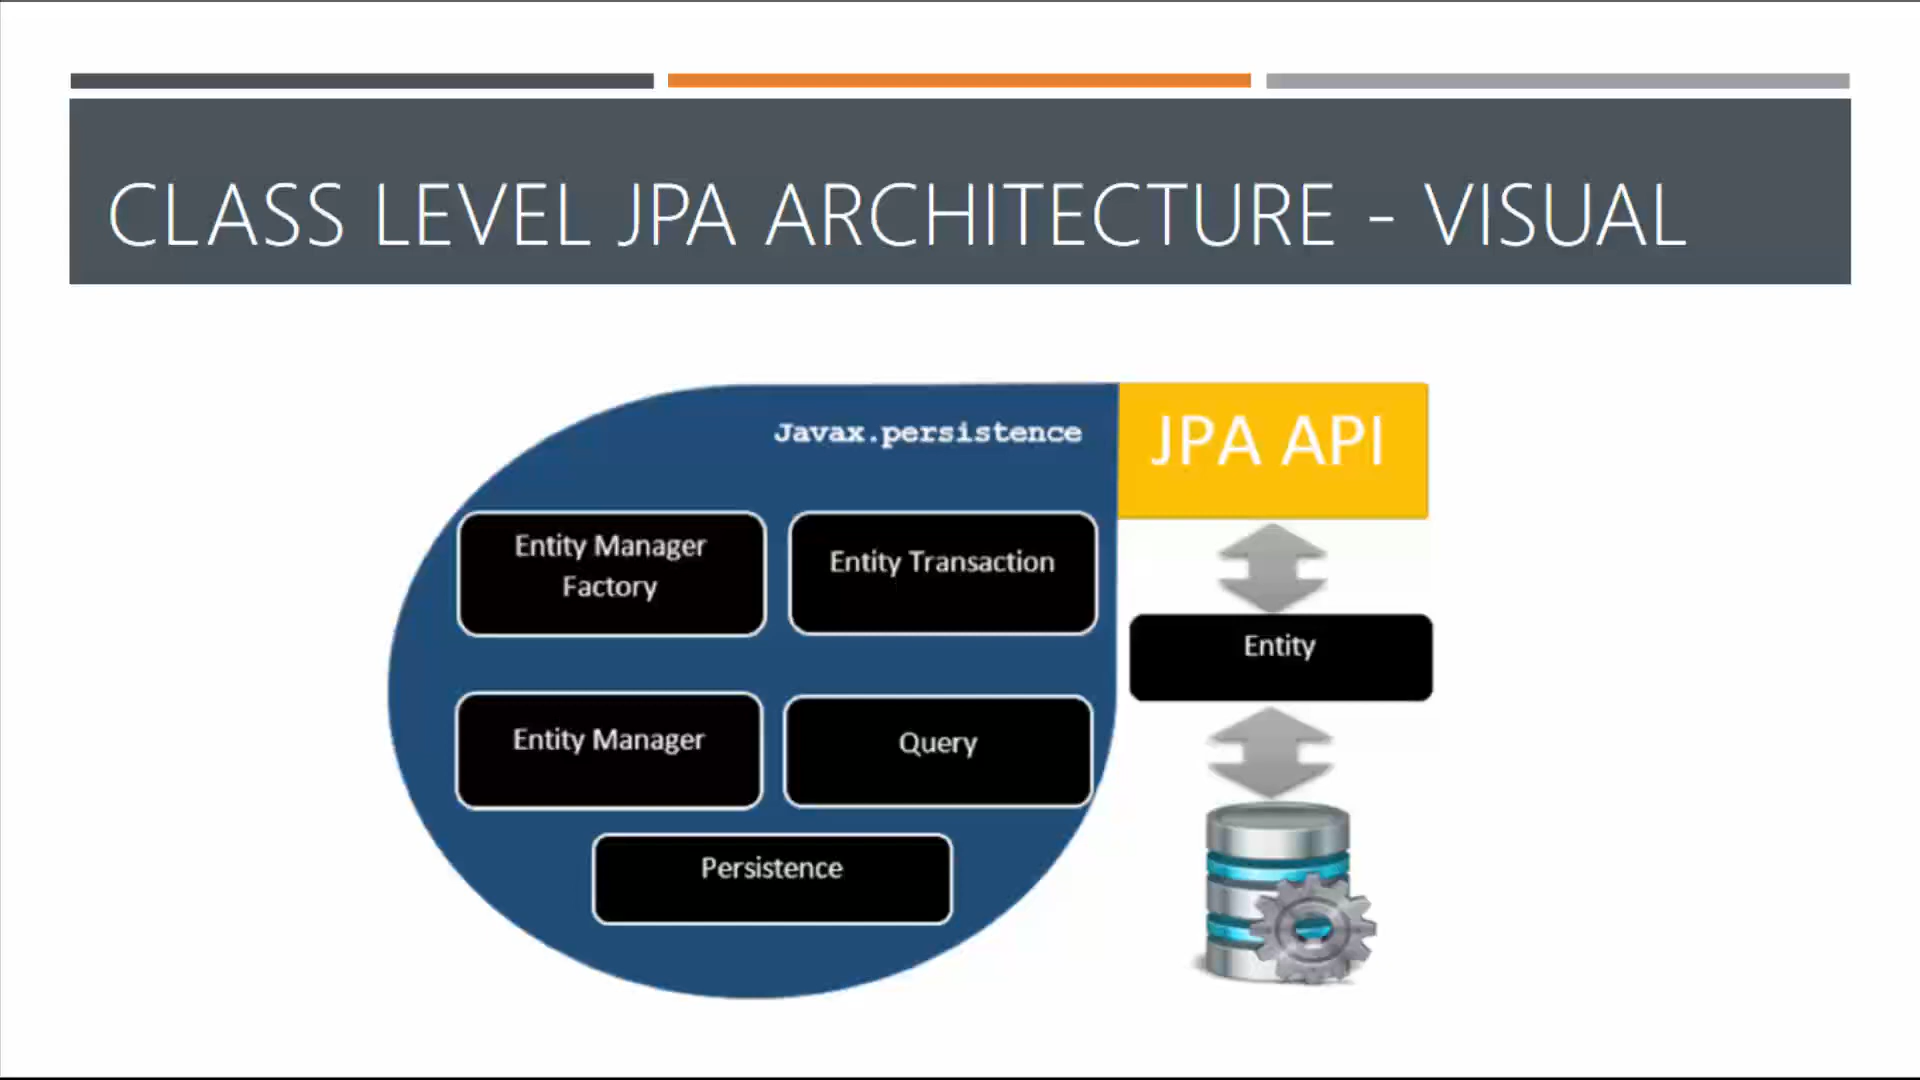 CLASS LEVEL JPA ARCHITECTURE - VISUAL
Javax.persistence
JPA API
Entity Manager
Factory
Entity Transaction
Entity
Entity Manager
Query
Persistence